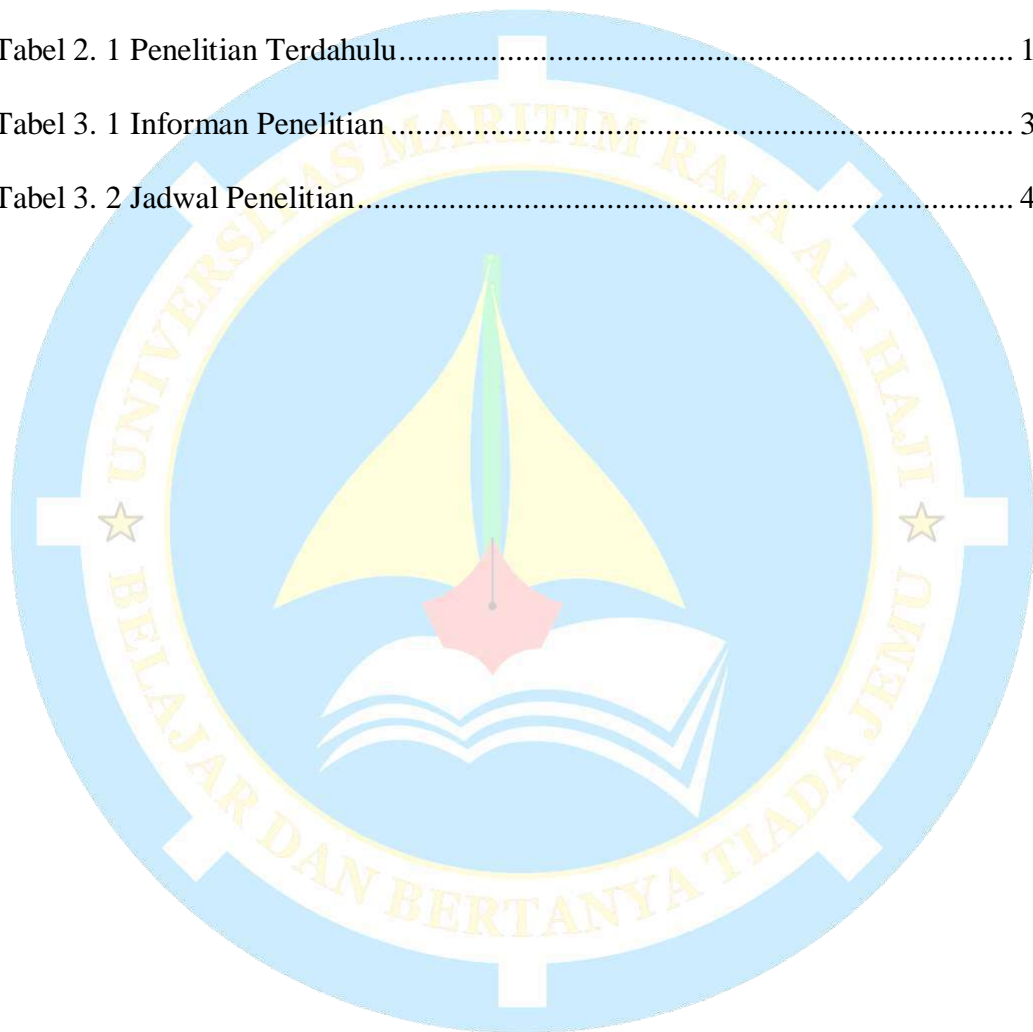 Tabel 2. 1 Penelitian Terdahulu.......................................................................... 1
Tabel 3. 1 Informan Penelitian ........................................................................... 3
Tabel 3. 2 Jadwal Penelitian............................................................................... 4
UNIVERSITAS MARITIM RAJA ALI HAJI
BELAJAR DAN BERTANYA TIADA JEMU